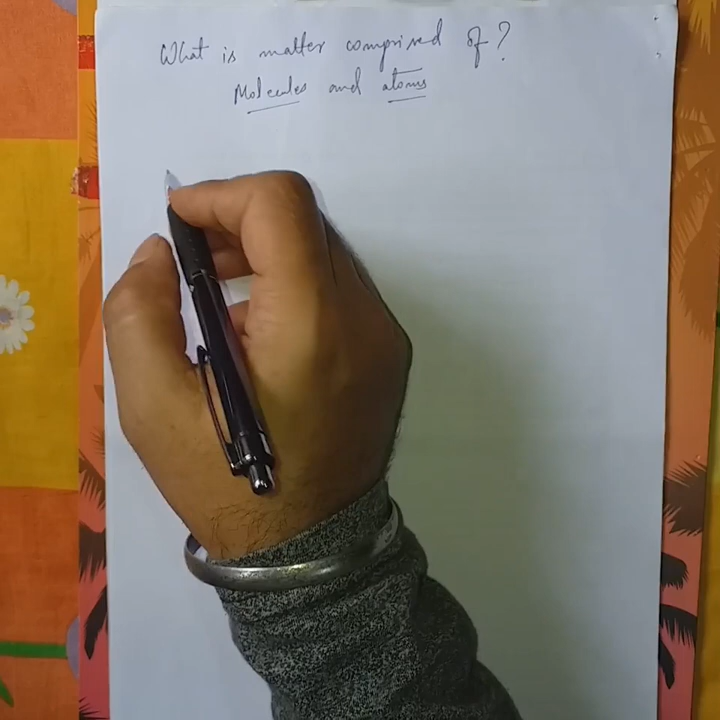 What is matter comprised of?
Molecules and atoms